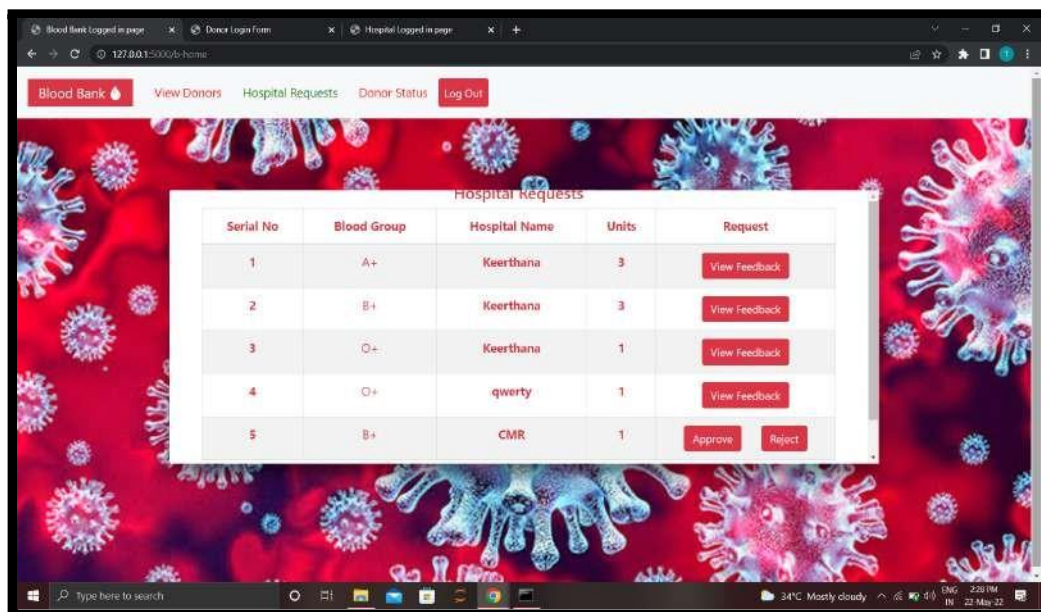 Blood Bank Logged in page
Donor Login Form
Hospital Logged in page
127.0.0.1:5000/b-home
Blood Bank View Donors Hospital Requests Donor Status Log Out
Hospital Requests
Serial No Blood Group Hospital Name Units Request
1 A+ Keerthana 3 View Feedback
2 B+ Keerthana 3 View Feedback
3 O+ Keerthana 1 View Feedback
4 O+ qwerty 1 View Feedback
5 B+ CMR 1 Approve Reject
Type here to search
34°C Mostly cloudy
ENG 2:28 PM
IN 22-May-22